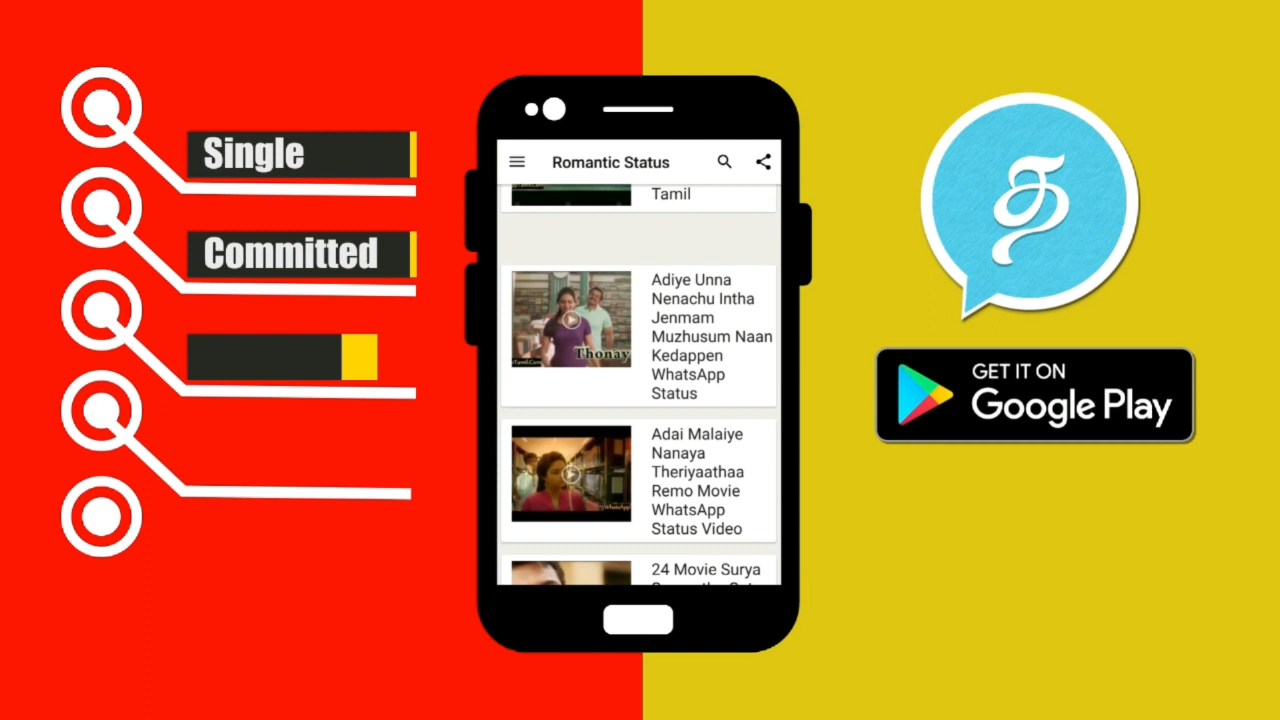 Single
Committed
Romantic Status
Tamil
Adiye Unna
Nenachu Intha
Jenmam
Muzhusum Naan
Kedappen
WhatsApp
Status
Thonay
Adai Malaiye
Nanaya
Theriyaathaa
Remo Movie
WhatsApp
Status Video
24 Movie Surya
த
GET IT ON
Google Play